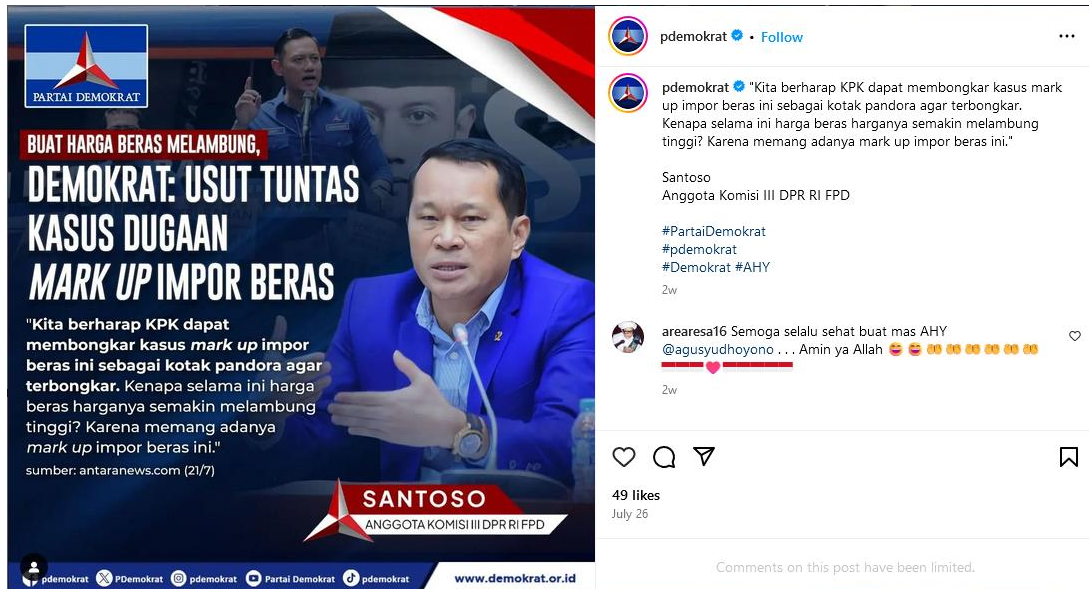 PARTAI DEMOKRAT
BUAT HARGA BERAS MELAMBUNG,
DEMOKRAT: USUT TUNTAS
KASUS DUGAAN
MARK UP IMPOR BERAS
"Kita berharap KPK dapat
membongkar kasus mark up impor
beras ini sebagai kotak pandora agar
terbongkar. Kenapa selama ini harga
beras harganya semakin melambung
tinggi? Karena memang adanya
mark up impor beras ini."
sumber: antaranews.com (21/7)
SANTOSO
ANGGOTA KOMISI III DPR RI FPD
pdemokrat PDemokrat pdemokrat Partai Demokrat pdemokrat
www.demokrat.or.id
pdemokrat • Follow
pdemokrat "Kita berharap KPK dapat membongkar kasus mark
up impor beras ini sebagai kotak pandora agar terbongkar.
Kenapa selama ini harga beras harganya semakin melambung
tinggi? Karena memang adanya mark up impor beras ini."
Santoso
Anggota Komisi III DPR RI FPD
#PartaiDemokrat
#pdemokrat
#Demokrat #AHY
2w
arearesa16 Semoga selalu sehat buat mas AHY
@agusyudhoyono . . . Amin ya Allah 😆 😆 🤲 🤲 🤲 🤲 🤲 🤲
2w
49 likes
July 26
Comments on this post have been limited.